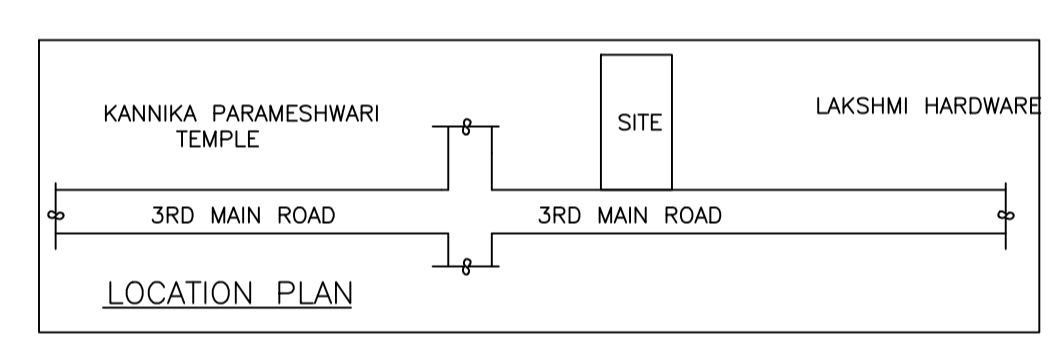 KANNIKA PARAMESHWARI
TEMPLE
LAKSHMI HARDWARE
SITE
3RD MAIN ROAD
3RD MAIN ROAD
LOCATION PLAN